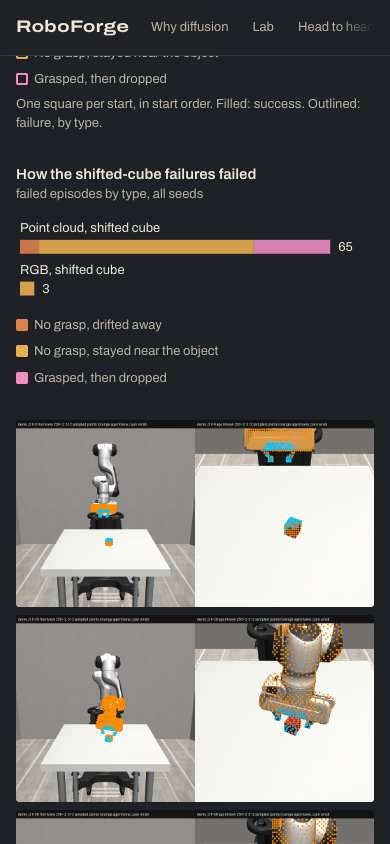 RoboForge
Why diffusion
Lab
Head to head
No grasp, stayed near the object
Grasped, then dropped
One square per start, in start order. Filled: success. Outlined:
failure, by type.
How the shifted-cube failures failed
failed episodes by type, all seeds
Point cloud, shifted cube
65
RGB, shifted cube
3
No grasp, drifted away
No grasp, stayed near the object
Grasped, then dropped